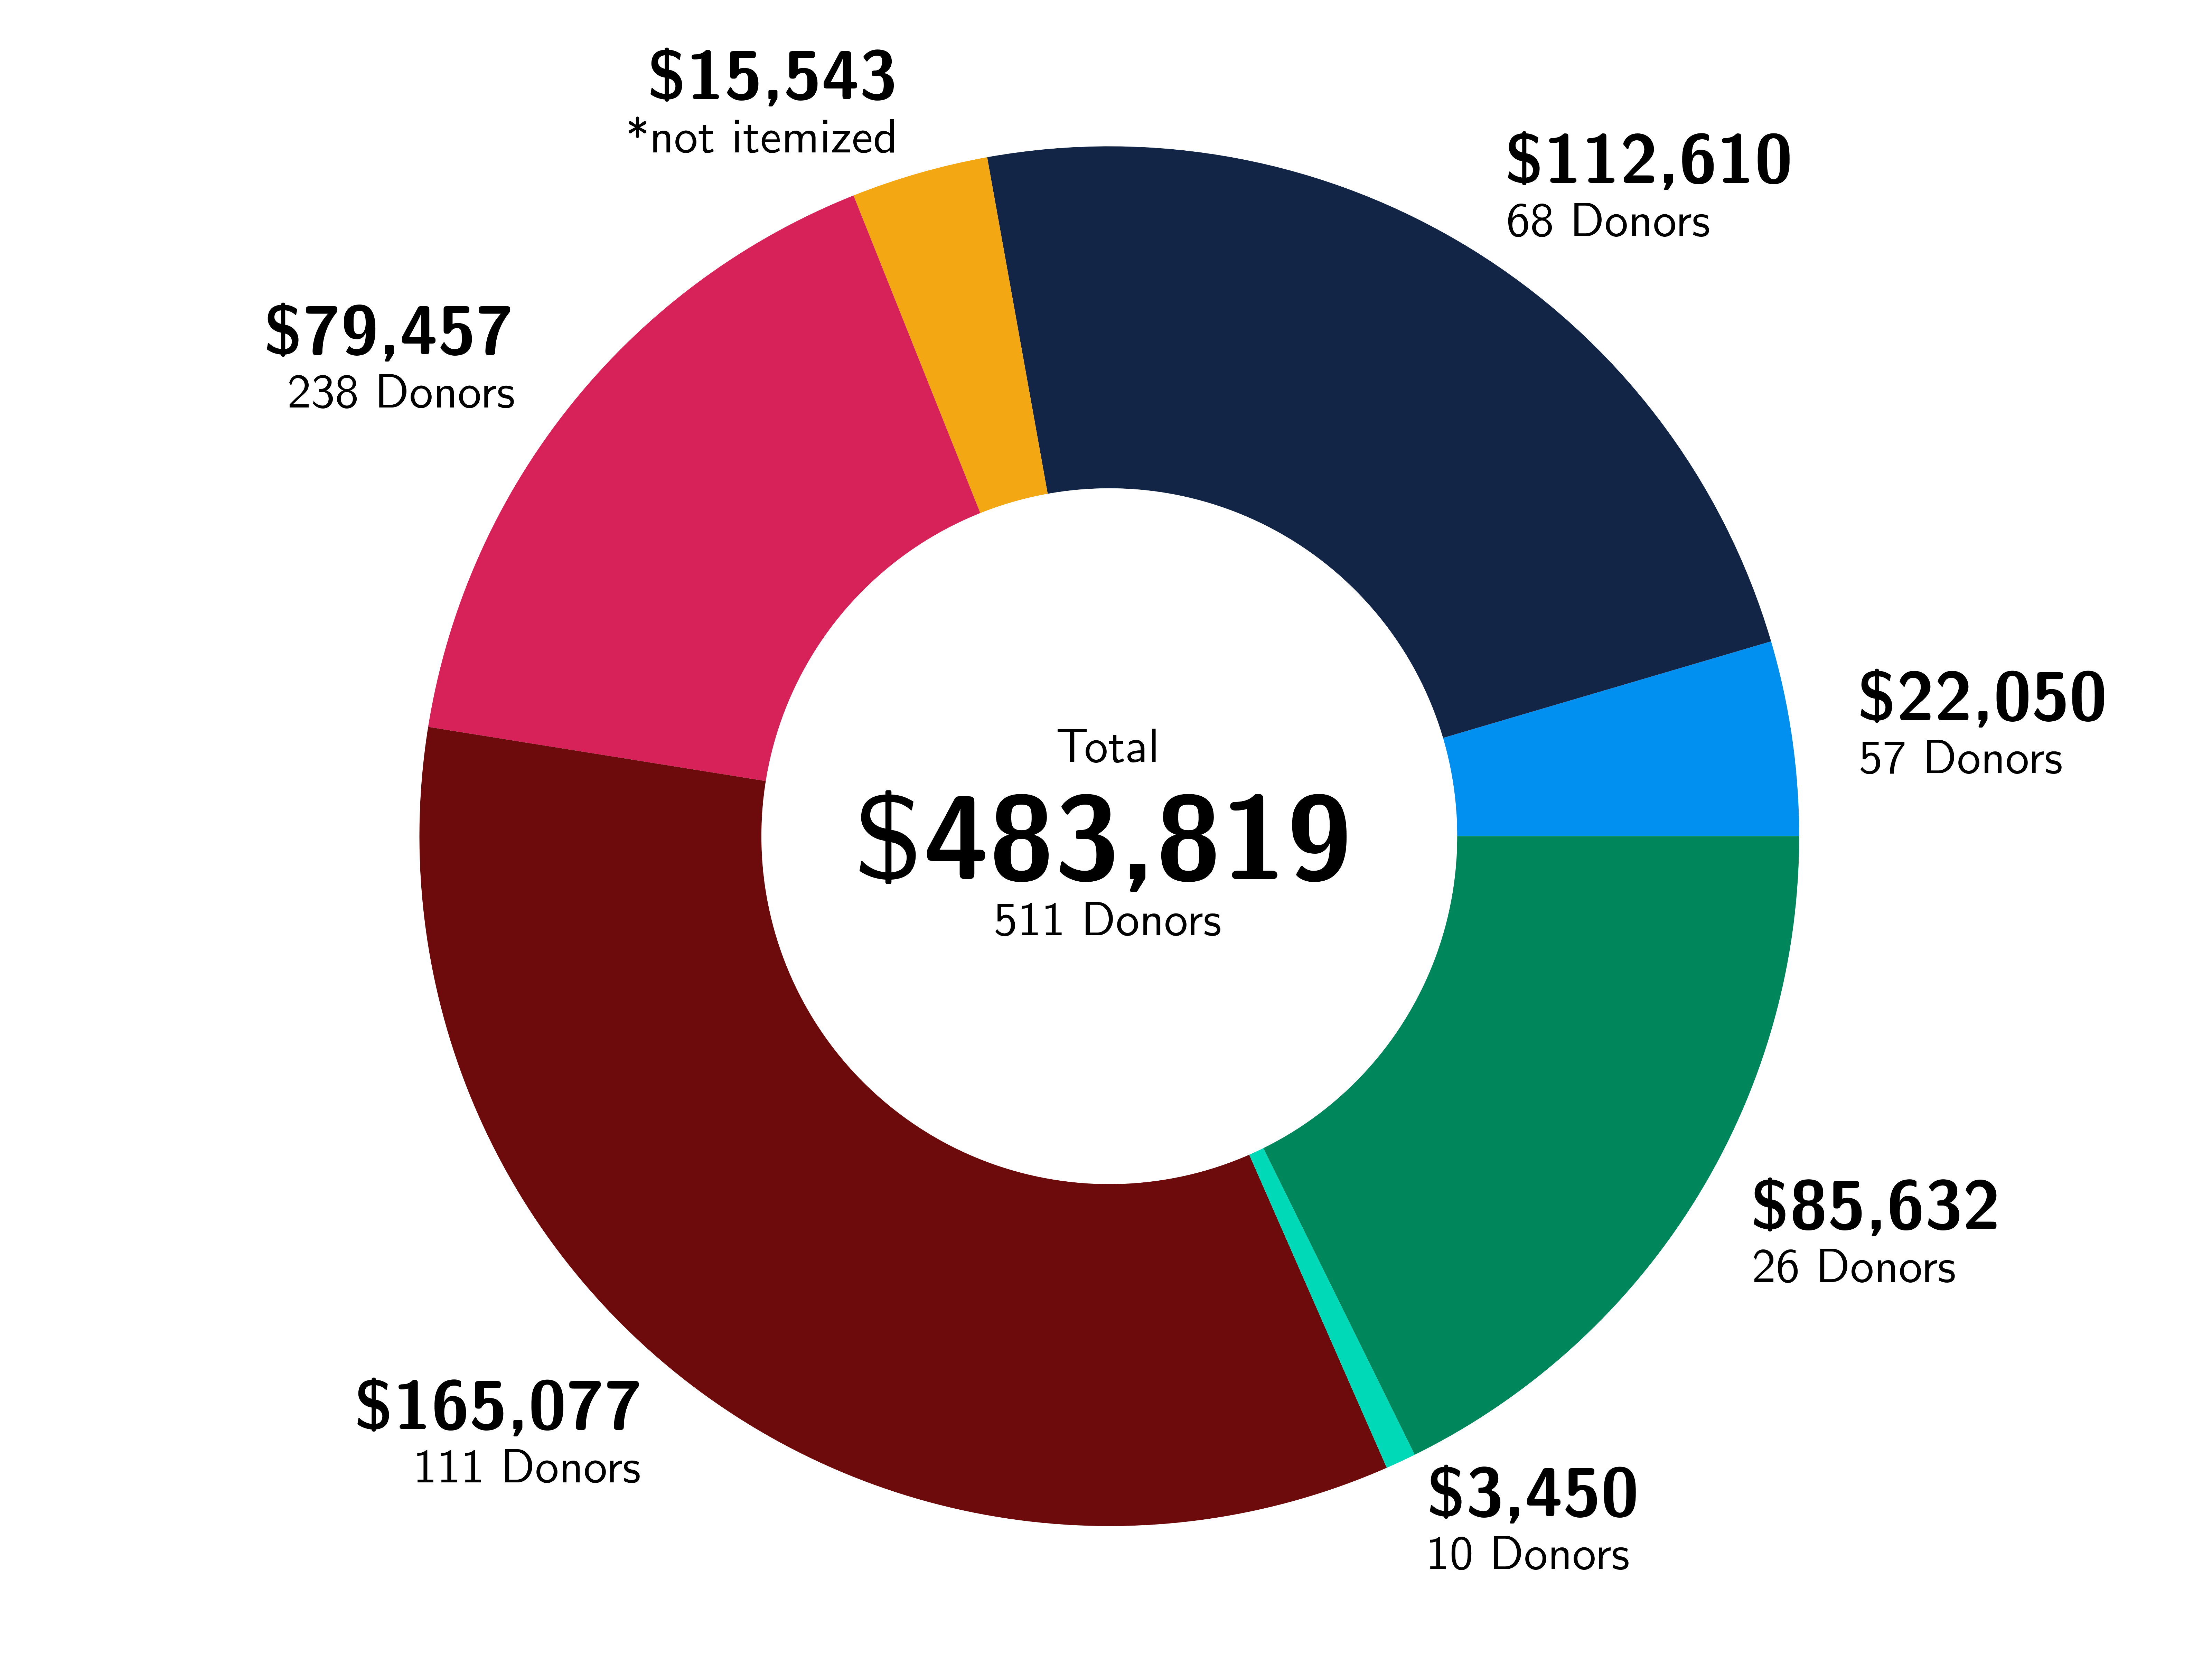 $15,543
*not itemized
$112,610
68 Donors
$79,457
238 Donors
$22,050
57 Donors
Total
$483,819
511 Donors
$85,632
26 Donors
$165,077
111 Donors
$3,450
10 Donors